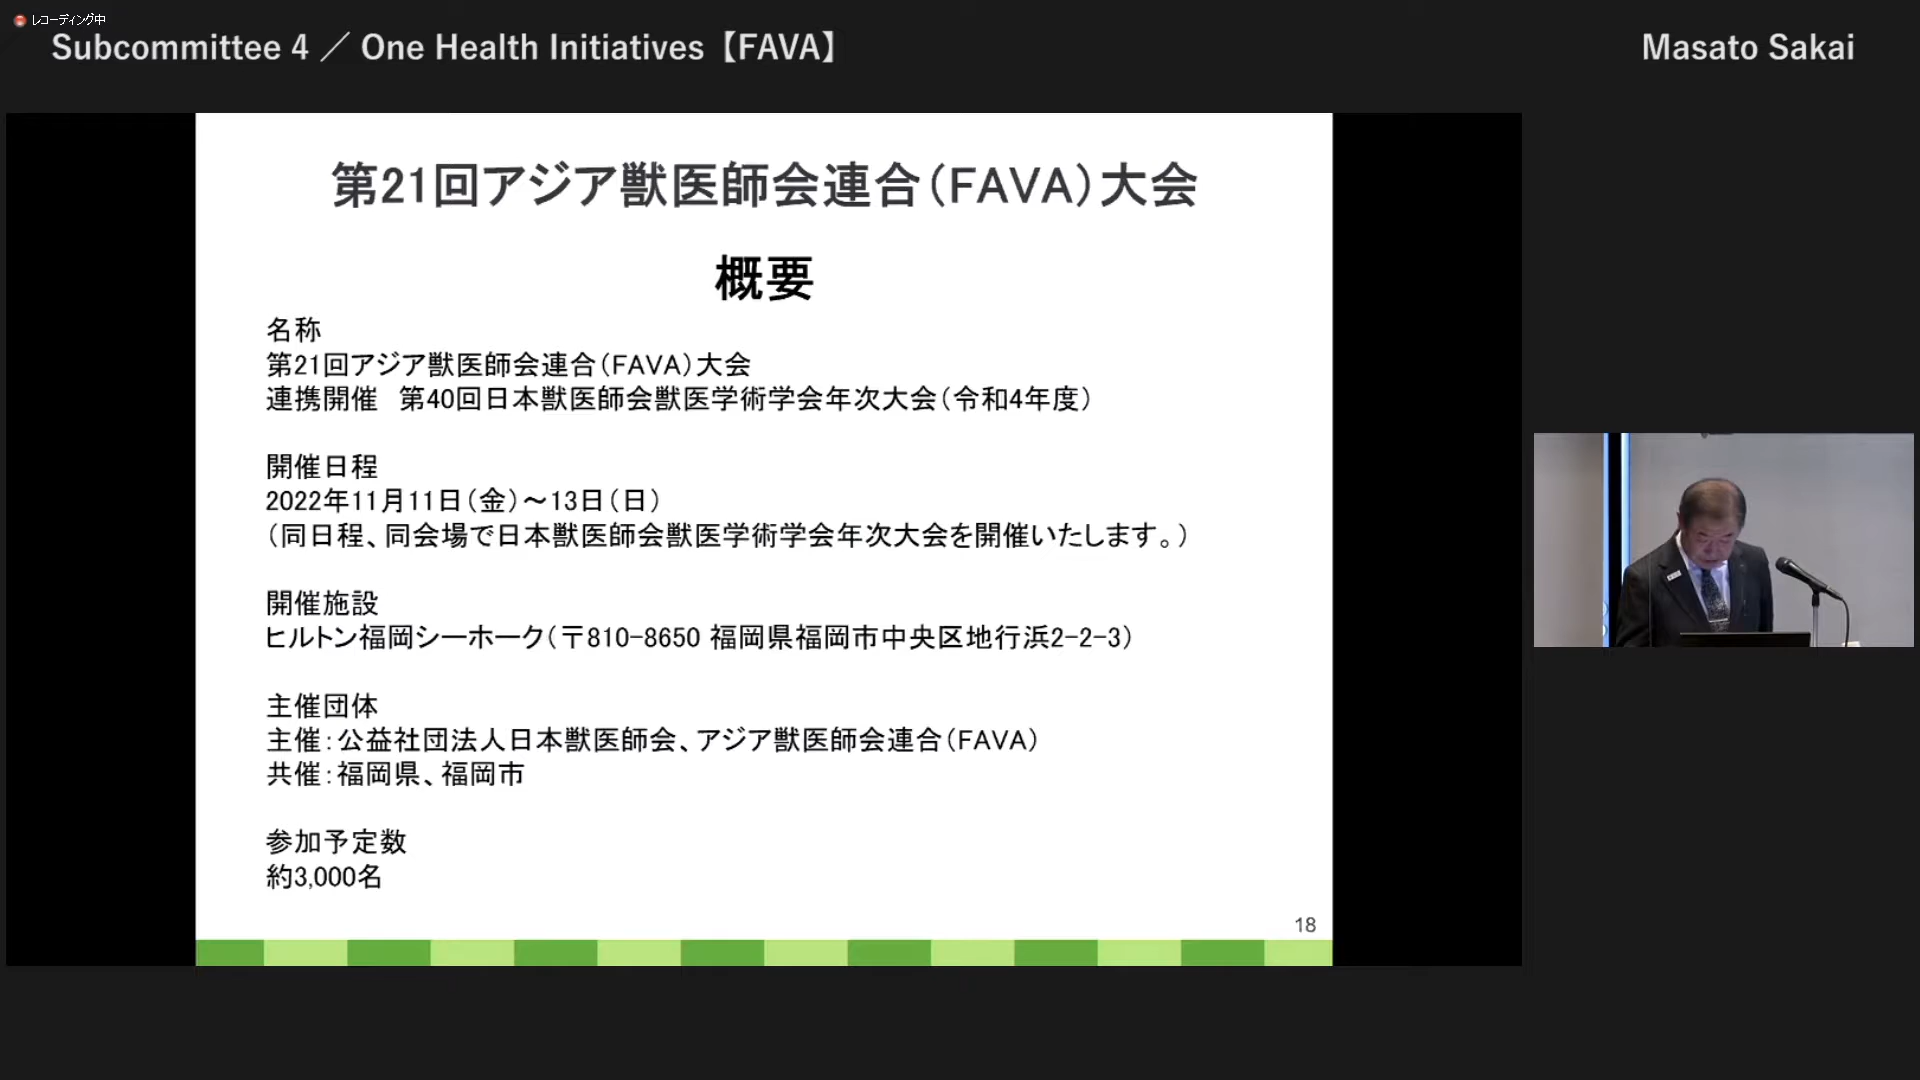 レコーディング中
Subcommittee 4 ／ One Health Initiatives【FAVA】
Masato Sakai
第21回アジア獣医師会連合（FAVA）大会
概要
名称
第21回アジア獣医師会連合（FAVA）大会
連携開催　第40回日本獣医師会獣医学術学会年次大会（令和4年度）
開催日程
2022年11月11日（金）～13日（日）
（同日程、同会場で日本獣医師会獣医学術学会年次大会を開催いたします。）
開催施設
ヒルトン福岡シーホーク（〒810-8650 福岡県福岡市中央区地行浜2-2-3）
主催団体
主催：公益社団法人日本獣医師会、アジア獣医師会連合（FAVA）
共催：福岡県、福岡市
参加予定数
約3,000名
18